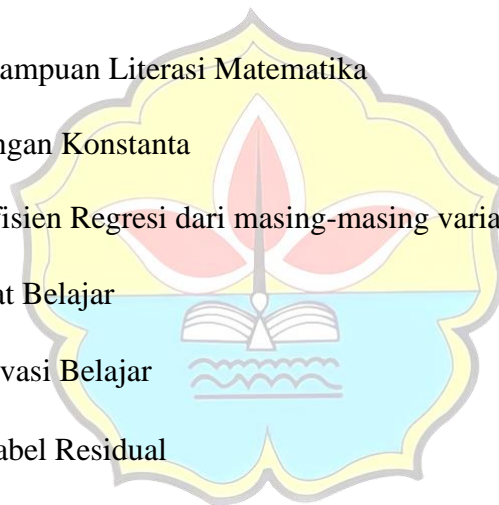 ampuan Literasi Matematika
ngan Konstanta
fisien Regresi dari masing-masing varia
at Belajar
vasi Belajar
abel Residual